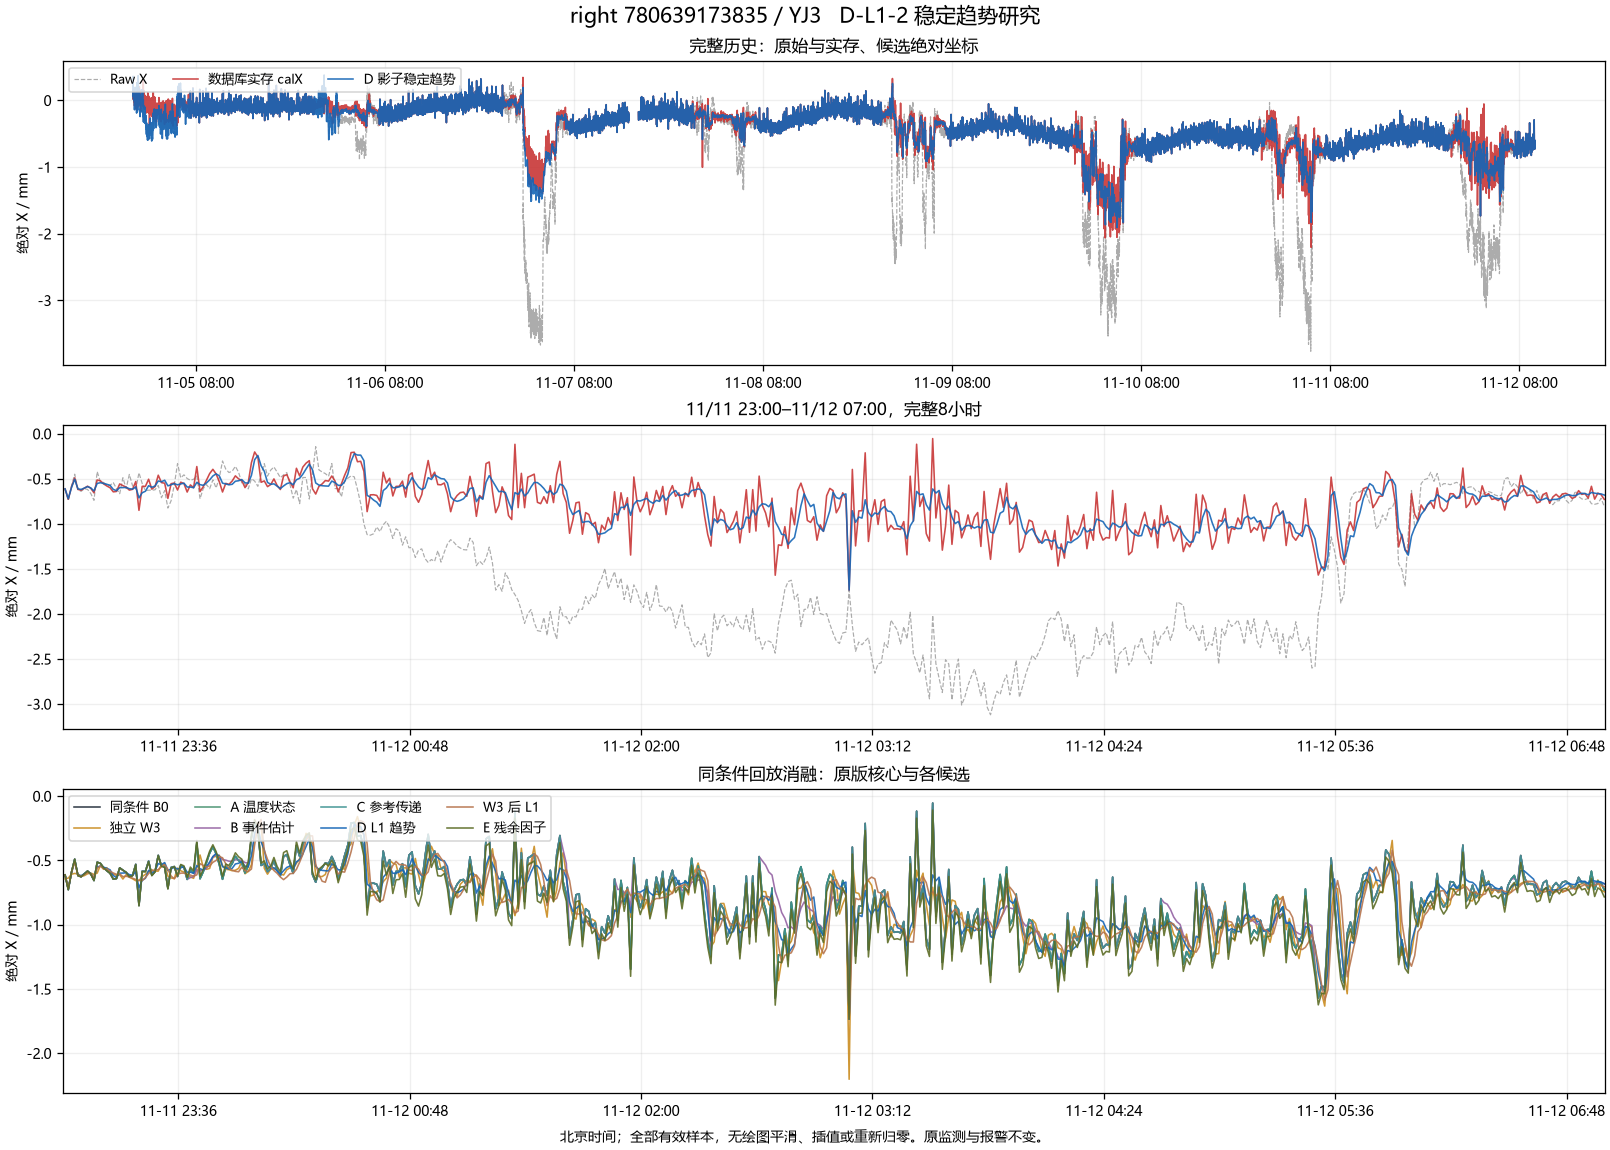 right 780639173835 / YJ3   D-L1-2 稳定趋势研究
完整历史：原始与实存、候选绝对坐标
Raw X   数据库实存 calX   D 影子稳定趋势
绝对 X / mm
0
-1
-2
-3
11-05 08:00   11-06 08:00   11-07 08:00   11-08 08:00   11-09 08:00   11-10 08:00   11-11 08:00   11-12 08:00
11/11 23:00–11/12 07:00，完整8小时
绝对 X / mm
0.0
-0.5
-1.0
-1.5
-2.0
-2.5
-3.0
11-11 23:36   11-12 00:48   11-12 02:00   11-12 03:12   11-12 04:24   11-12 05:36   11-12 06:48
同条件回放消融：原版核心与各候选
同条件 B0   A 温度状态   C 参考传递   W3 后 L1
独立 W3   B 事件估计   D L1 趋势   E 残余因子
绝对 X / mm
0.0
-0.5
-1.0
-1.5
-2.0
11-11 23:36   11-12 00:48   11-12 02:00   11-12 03:12   11-12 04:24   11-12 05:36   11-12 06:48
北京时间；全部有效样本，无绘图平滑、插值或重新归零。原监测与报警不变。